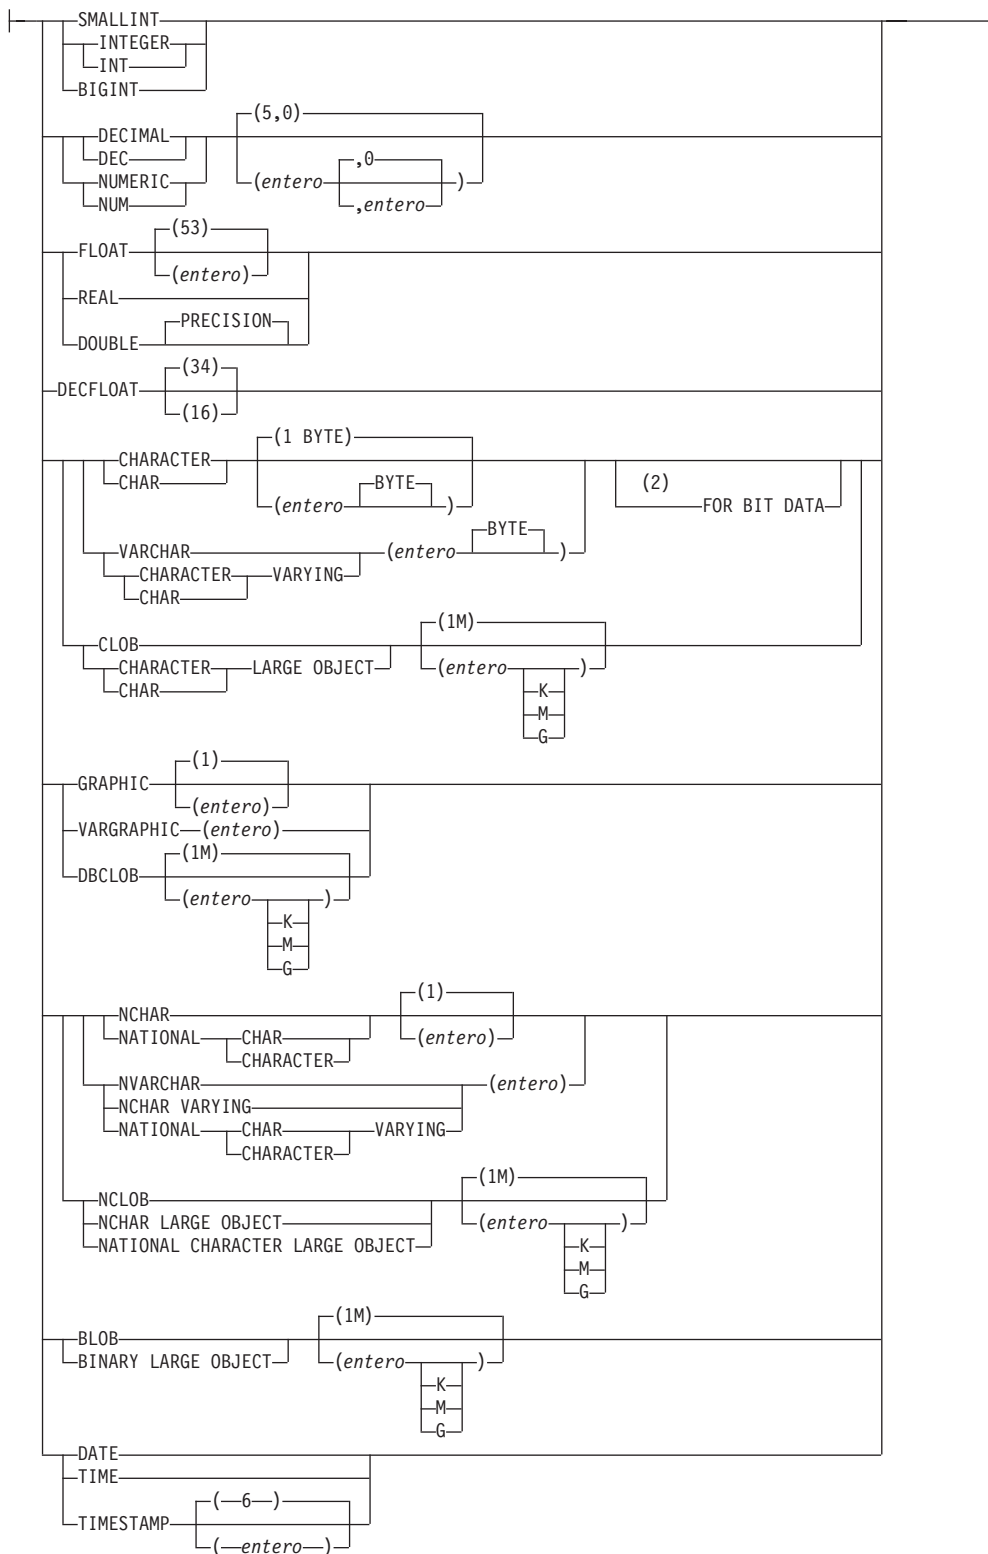 SMALLINT
INTEGER
INT
BIGINT
(5,0)
DECIMAL
DEC
,0
NUMERIC
(entero )
NUM
,entero
(53)
FLOAT
(entero)
REAL
PRECISION
DOUBLE
(34)
DECFLOAT
(16)
(1 BYTE)
CHARACTER
CHAR
BYTE
(2)
(entero )
FOR BIT DATA
BYTE
VARCHAR
(entero )
CHARACTER VARYING
CHAR
(1M)
CLOB
CHARACTER LARGE OBJECT
(entero )
CHAR
K
M
G
(1)
GRAPHIC
(entero)
VARGRAPHIC (entero)
(1M)
DBCLOB
(entero )
K
M
G
(1)
NCHAR
NATIONAL CHAR
(entero)
CHARACTER
NVARCHAR
(entero)
NCHAR VARYING
NATIONAL CHAR VARYING
CHARACTER
(1M)
NCLOB
NCHAR LARGE OBJECT
(entero )
NATIONAL CHARACTER LARGE OBJECT
K
M
G
(1M)
BLOB
BINARY LARGE OBJECT
(entero )
K
M
G
DATE
TIME
( 6 )
TIMESTAMP
( entero )